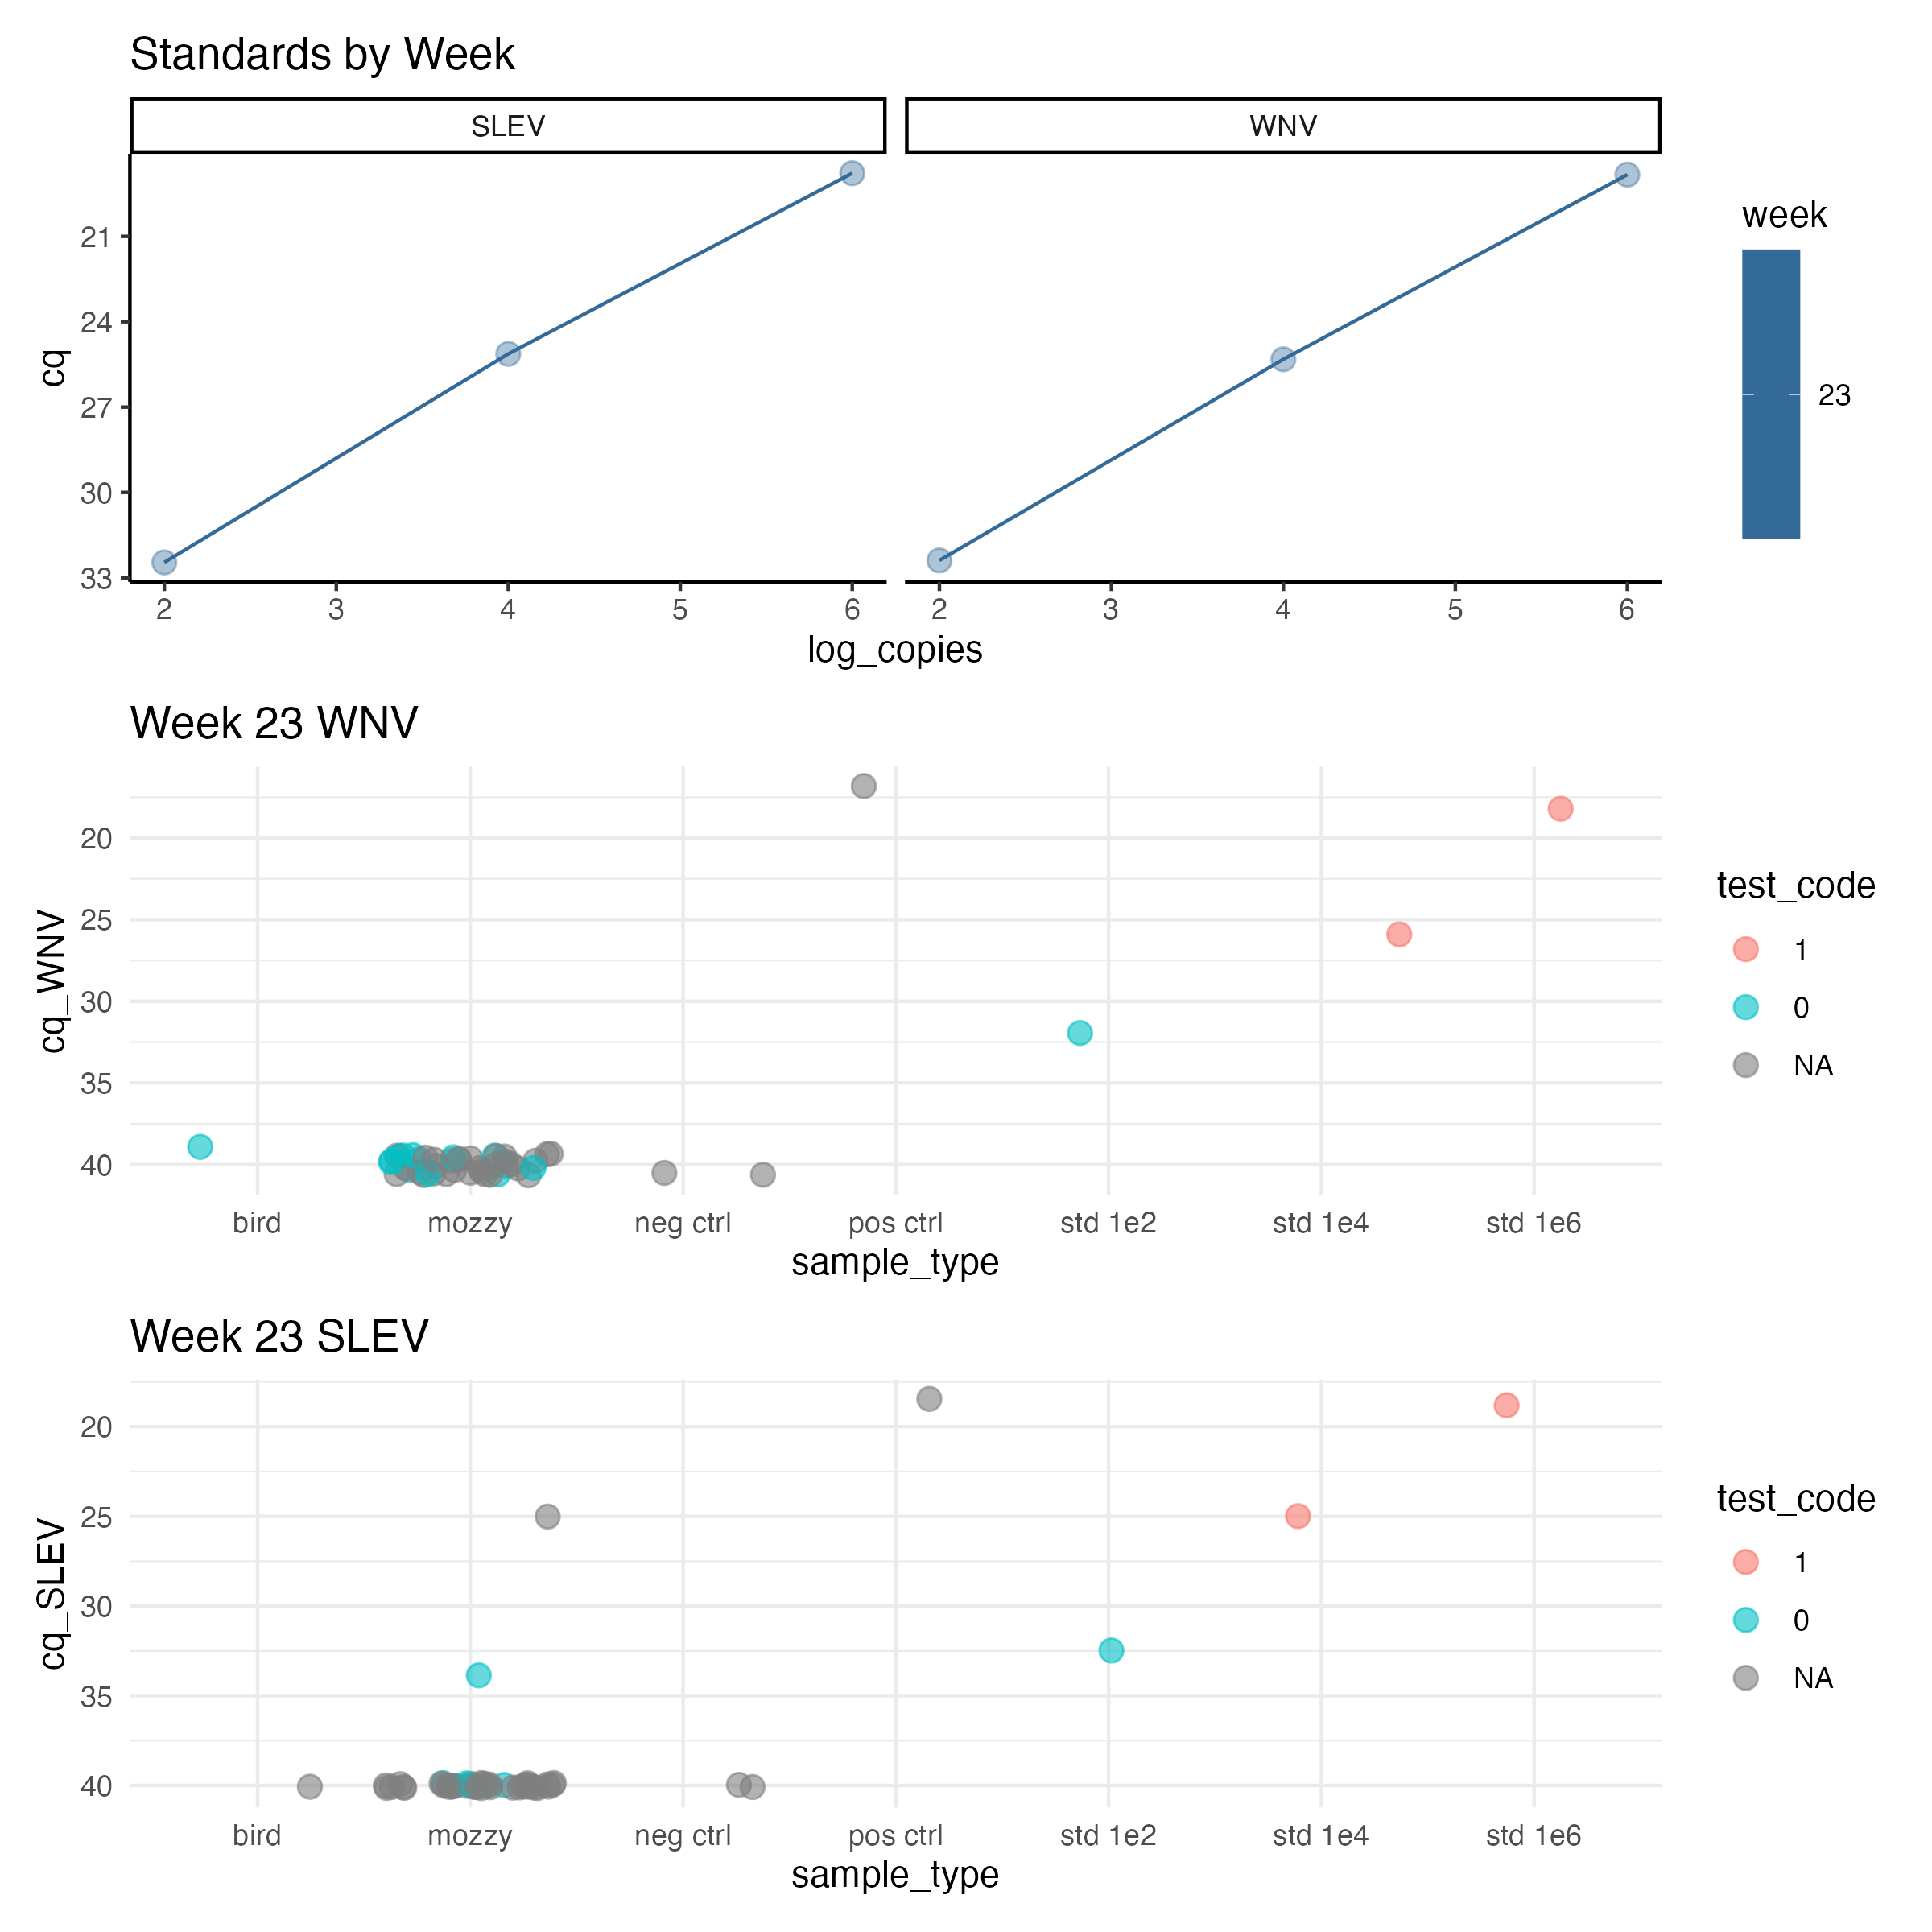 Standards by Week
SLEV
WNV
21
24
27
30
33
cq
2
3
4
5
6
2
3
4
5
6
log_copies
week
23
Week 23 WNV
20
25
30
35
40
cq_WNV
bird
mozzy
neg ctrl
pos ctrl
std 1e2
std 1e4
std 1e6
sample_type
test_code
1
0
NA
Week 23 SLEV
20
25
30
35
40
cq_SLEV
bird
mozzy
neg ctrl
pos ctrl
std 1e2
std 1e4
std 1e6
sample_type
test_code
1
0
NA